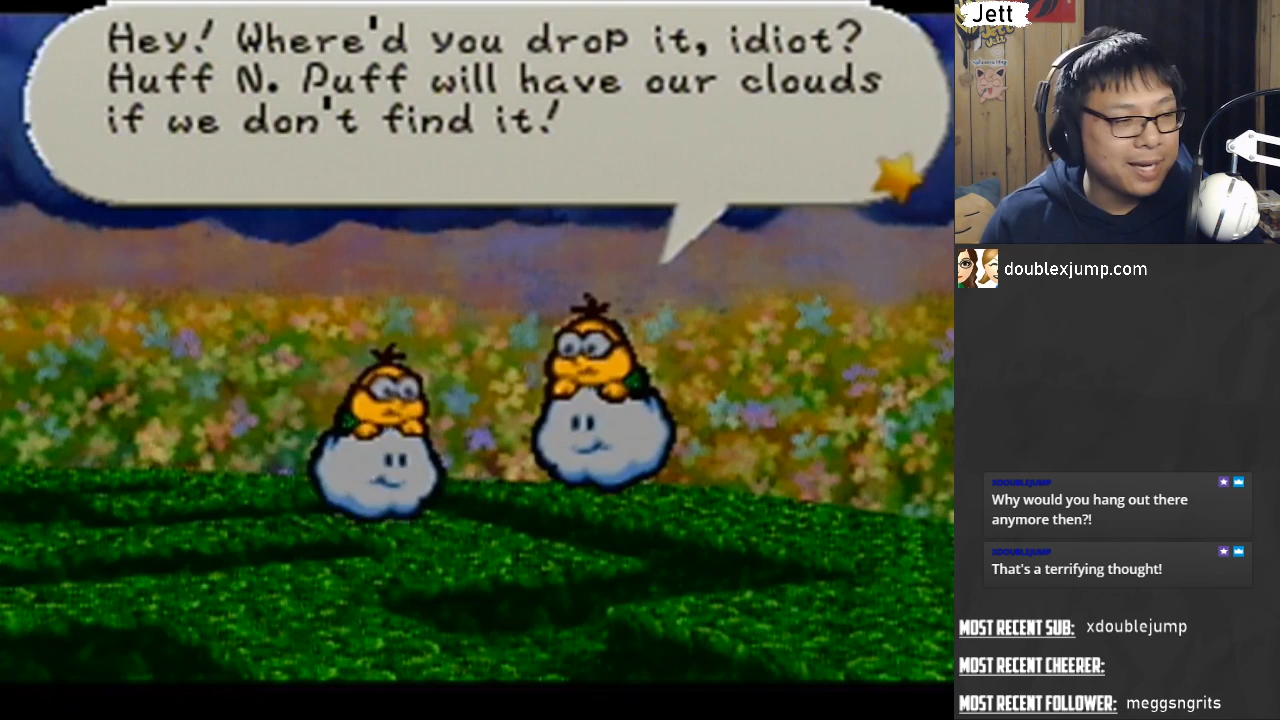 Hey! Where'd you drop it, idiot?
Huff N. Puff will have our clouds
if we don't find it!
Jett
doublexjump.com
XDOUBLEJUMP
Why would you hang out there
anymore then?!
XDOUBLEJUMP
That's a terrifying thought!
MOST RECENT SUB: xdoublejump
MOST RECENT CHEERER:
MOST RECENT FOLLOWER: meggsngrits